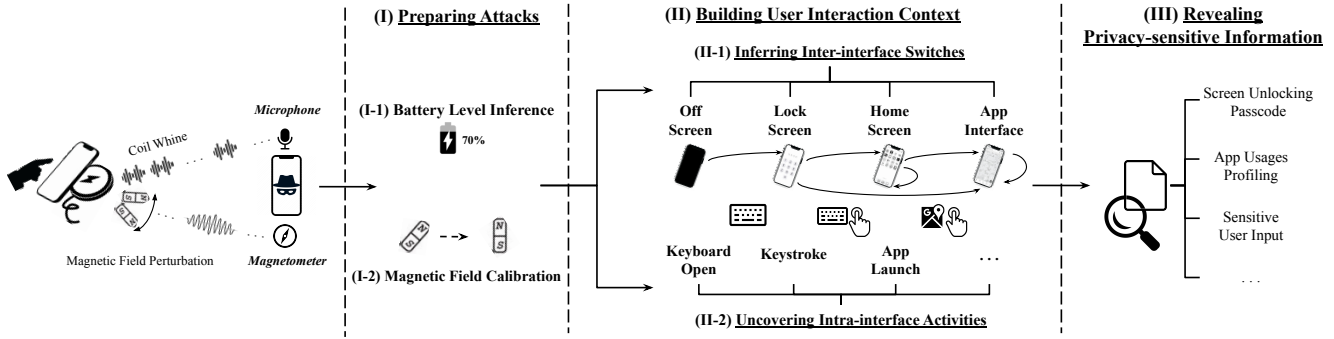 Coil Whine
Microphone
Magnetic Field Perturbation
Magnetometer
(I) Preparing Attacks
(I-1) Battery Level Inference
70%
N
S
N
S
(I-2) Magnetic Field Calibration
(II) Building User Interaction Context
(II-1) Inferring Inter-interface Switches
Off
Screen
Lock
Screen
Home
Screen
App
Interface
Keyboard
Open
Keystroke
App
Launch
...
(II-2) Uncovering Intra-interface Activities
(III) Revealing
Privacy-sensitive Information
Screen Unlocking
Passcode
App Usages
Profiling
Sensitive
User Input
...